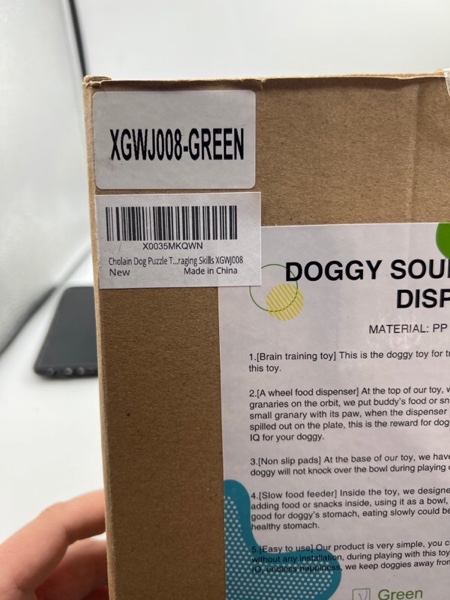 XGWJ008-GREEN
X0035MKQWN
Cholain Dog Puzzle T...raging Skills XGWJ008
New Made in China
DOGGY SOU
DISP
MATERIAL: PP
1.[Brain training toy] This is the doggy toy for
this toy.
2.[A wheel food dispenser] At the top of our toy,
granaries on the orbit, we put buddy's food or
small granary with its paw, when the dispenser
spilled out on the plate, this is the reward for
IQ for your doggy.
3.[Non slip pads] At the base of our toy, we
doggy will not knock over the bowl during playing
4.[Slow food feeder] Inside the toy, we
adding food or snacks inside, using it as a bowl,
good for doggy's stomach, eating slowly could
healthy stomach.
5.[Easy to use] Our product is very simple, you
without any installation, during playing with this toy
IQ, endless happiness, we keep doggies away
Green